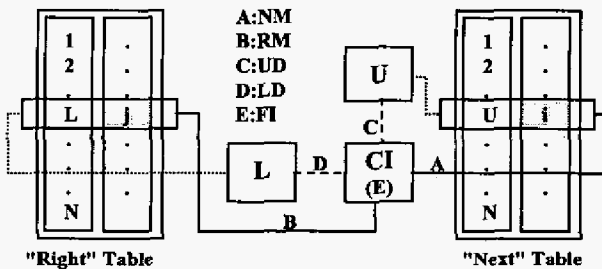 A:NM
B:RM
C:UD
D:LD
E:FI
1
2
.
L
.
.
N
.
.
.
j
.
.
"Right" Table
L
D
B
U
C
CI
(E)
A
1
2
.
U
.
.
N
.
.
.
i
.
.
"Next" Table